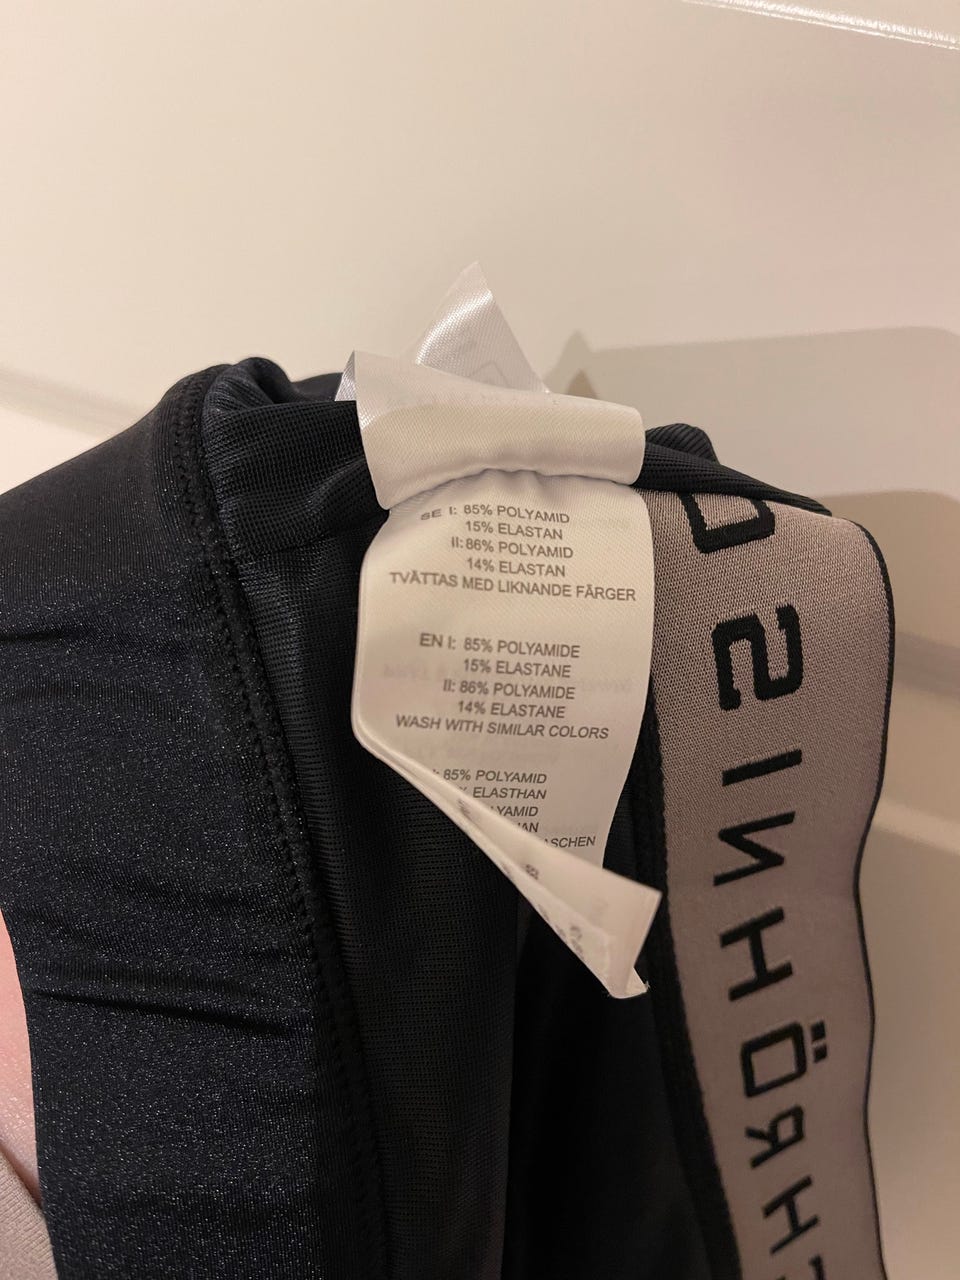 SE I: 85% POLYAMID
15% ELASTAN
II: 86% POLYAMID
14% ELASTAN
TVÄTTAS MED LIKNANDE FÄRGER
EN I: 85% POLYAMIDE
15% ELASTANE
II: 86% POLYAMIDE
14% ELASTANE
WASH WITH SIMILAR COLORS
: 85% POLYAMID
ELASTHAN